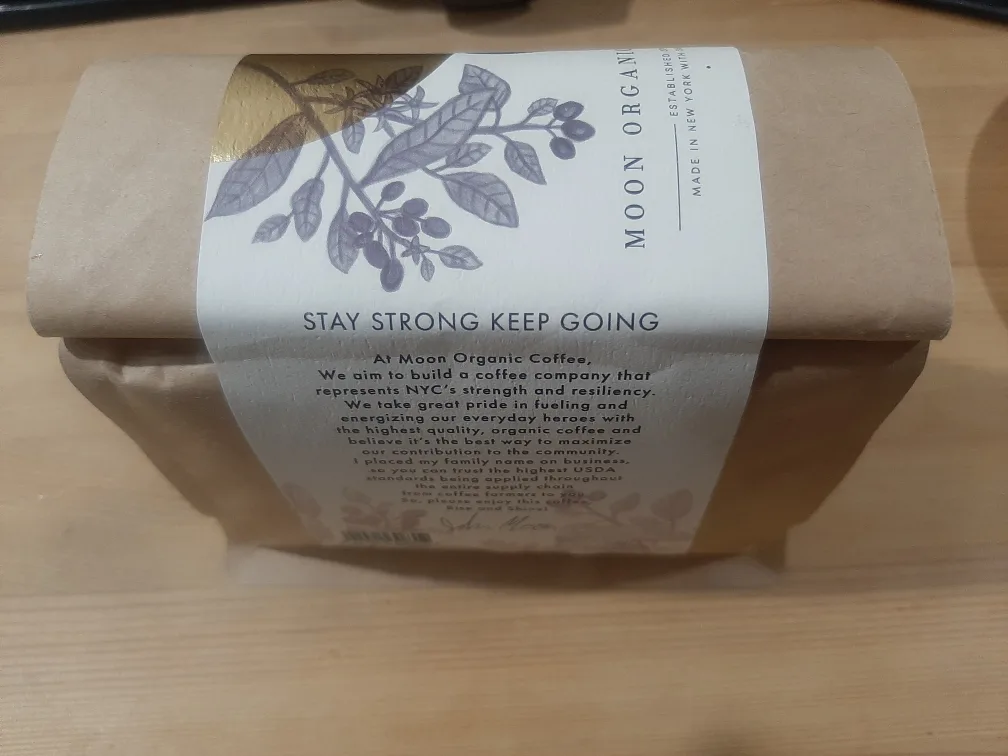 MOON ORGANI
ESTABLISHED
MADE IN NEW YORK WITH
STAY STRONG KEEP GOING
At Moon Organic Coffee,
We aim to build a coffee company that
represents NYC's strength and resiliency.
We take great pride in fueling and
energizing our everyday heroes with
the highest quality, organic coffee and
believe it's the best way to maximize
our contribution to the community.
I placed my family name on business,
so you can trust the highest USDA
standards being applied throughout
the entire supply chain
from coffee farmers to you.
So, please enjoy this coffee.
Rise and Shine!
John Moon